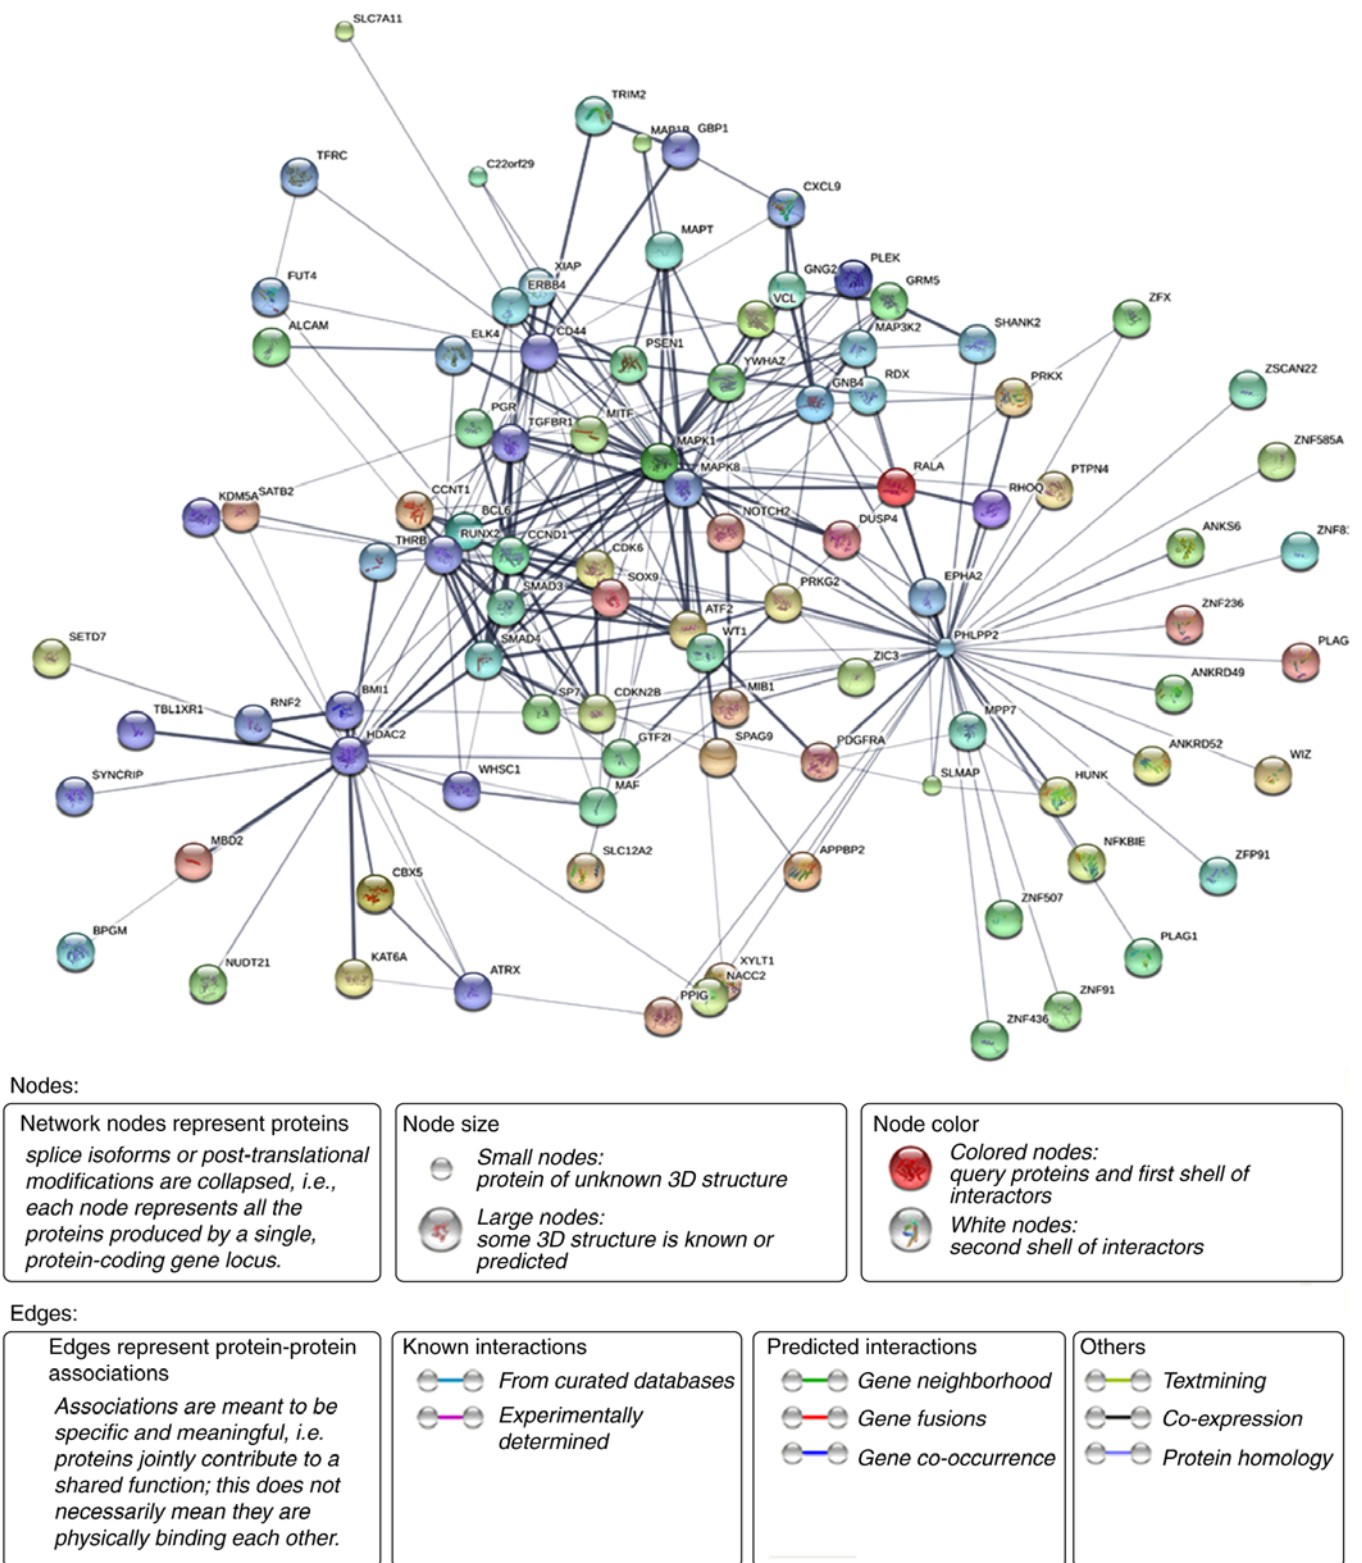 SLC7A11
TRIM2
MAP1B
GBP1
C22orf29
TFRC
CXCL9
MAPT
XIAP
GNG2
PLEK
ERBB4
FUT4
GRM5
VCL
ZFX
ALCAM
ELK4
CD44
MAP3K2
SHANK2
PSEN1
YWHAZ
GNB4
RDX
PRKX
ZSCAN22
PGR
TGFBR1
MITF
MAPK1
ZNF585A
MAPK8
RALA
PTPN4
KDM5A
SATB2
CCNT1
RHOQ
BCL6
NOTCH2
DUSP4
RUNX2
CCND1
ANKS6
ZNF8
THRB
CDK6
SOX9
SMAD3
PRKG2
EPHA2
ATF2
ZNF236
WT1
PHLPP2
SETD7
SMAD4
ZIC3
PLAG
ANKRD49
BMI1
SP7
CDKN2B
MIB1
RNF2
TBL1XR1
MPP7
HDAC2
GTF2I
SPAG9
PDGFRA
ANKRD52
WIZ
SYNCRIP
WHSC1
MAF
SLMAP
HUNK
MBD2
CBX5
SLC12A2
APPBP2
NFKBIE
ZFP91
ZNF507
BPGM
PLAG1
NUDT21
KAT6A
ATRX
XYLT1
NACC2
PPIG
ZNF91
ZNF436
Nodes:
Network nodes represent proteins
splice isoforms or post-translational
modifications are collapsed, i.e.,
each node represents all the
proteins produced by a single,
protein-coding gene locus.
Node size
Small nodes:
protein of unknown 3D structure
Large nodes:
some 3D structure is known or
predicted
Node color
Colored nodes:
query proteins and first shell of
interactors
White nodes:
second shell of interactors
Edges:
Edges represent protein-protein
associations
Associations are meant to be
specific and meaningful, i.e.
proteins jointly contribute to a
shared function; this does not
necessarily mean they are
physically binding each other.
Known interactions
From curated databases
Experimentally
determined
Predicted interactions
Gene neighborhood
Gene fusions
Gene co-occurrence
Others
Textmining
Co-expression
Protein homology